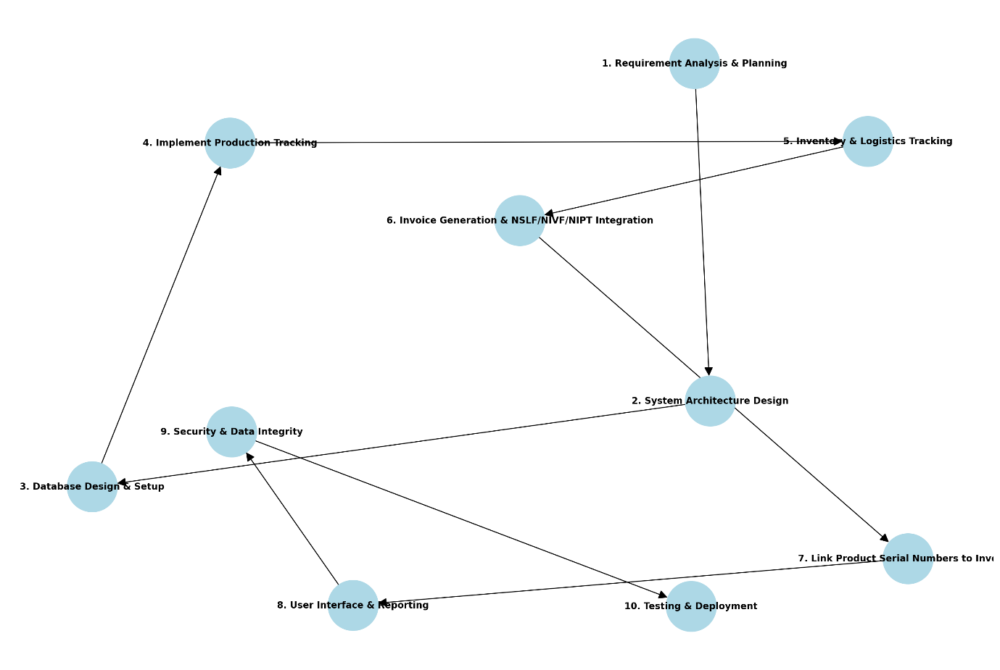 1. Requirement Analysis & Planning
4. Implement Production Tracking
5. Inventory & Logistics Tracking
6. Invoice Generation & NSLF/NIVF/NIPT Integration
2. System Architecture Design
9. Security & Data Integrity
3. Database Design & Setup
7. Link Product Serial Numbers to
8. User Interface & Reporting
10. Testing & Deployment